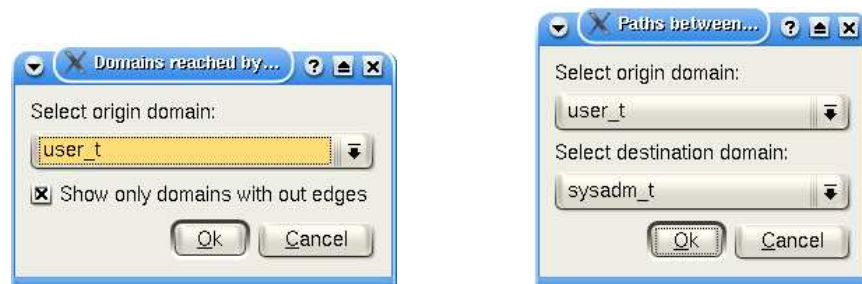 Domains reached by...
Select origin domain:
user_t
Show only domains with out edges
Ok Cancel
Paths between...
Select origin domain:
user_t
Select destination domain:
sysadm_t
Ok Cancel